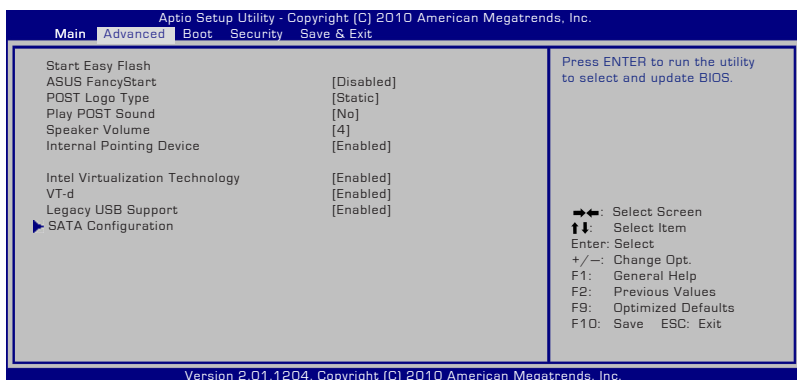 Aptio Setup Utility - Copyright (C) 2010 American Megatrends, Inc.
Main Advanced Boot Security Save & Exit
Start Easy Flash
ASUS FancyStart [Disabled]
POST Logo Type [Static]
Play POST Sound [No]
Speaker Volume [4]
Internal Pointing Device [Enabled]
Intel Virtualization Technology [Enabled]
VT-d [Enabled]
Legacy USB Support [Enabled]
SATA Configuration
Press ENTER to run the utility
to select and update BIOS.
→←: Select Screen
↑↓: Select Item
Enter: Select
+/—: Change Opt.
F1: General Help
F2: Previous Values
F9: Optimized Defaults
F10: Save ESC: Exit
Version 2.01.1204. Copyright (C) 2010 American Megatrends, Inc.